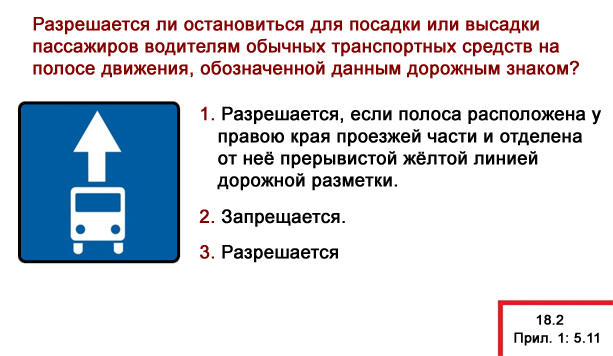 Разрешается ли остановиться для посадки или высадки
пассажиров водителям обычных транспортных средств на
полосе движения, обозначенной данным дорожным знаком?
1. Разрешается, если полоса расположена у
правою края проезжей части и отделена
от неё прерывистой жёлтой линией
дорожной разметки.
2. Запрещается.
3. Разрешается
18.2
Прил. 1: 5.11